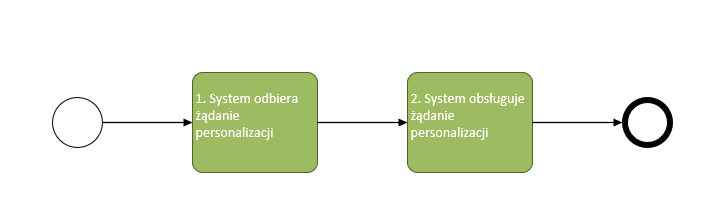 1. System odbiera
żądanie
personalizacji
2. System obsługuje
żądanie
personalizacji